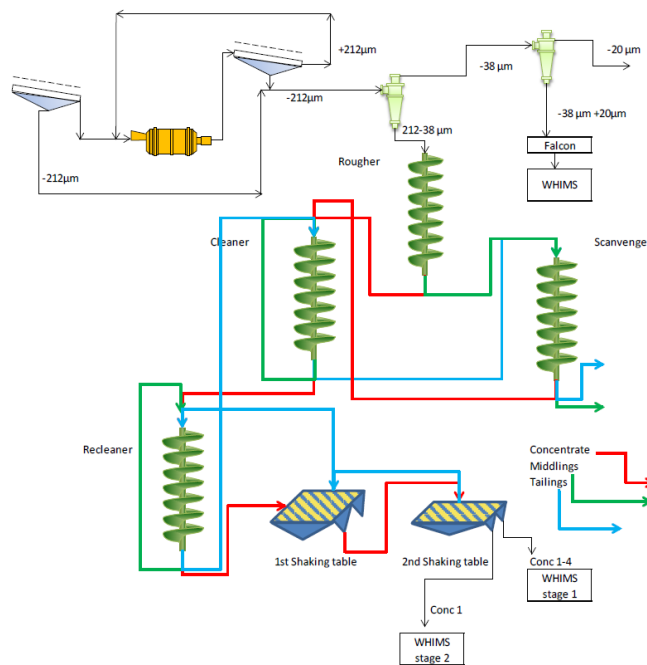 +212µm
-20 µm
-38 µm
-212µm
212-38 µm
-38 µm +20µm
Falcon
-212µm
Rougher
WHIMS
Cleaner
Scanvenge
Recleaner
Concentrate
Middlings
Tailings
1st Shaking table
2nd Shaking table
Conc 1-4
WHIMS
stage 1
Conc 1
WHIMS
stage 2